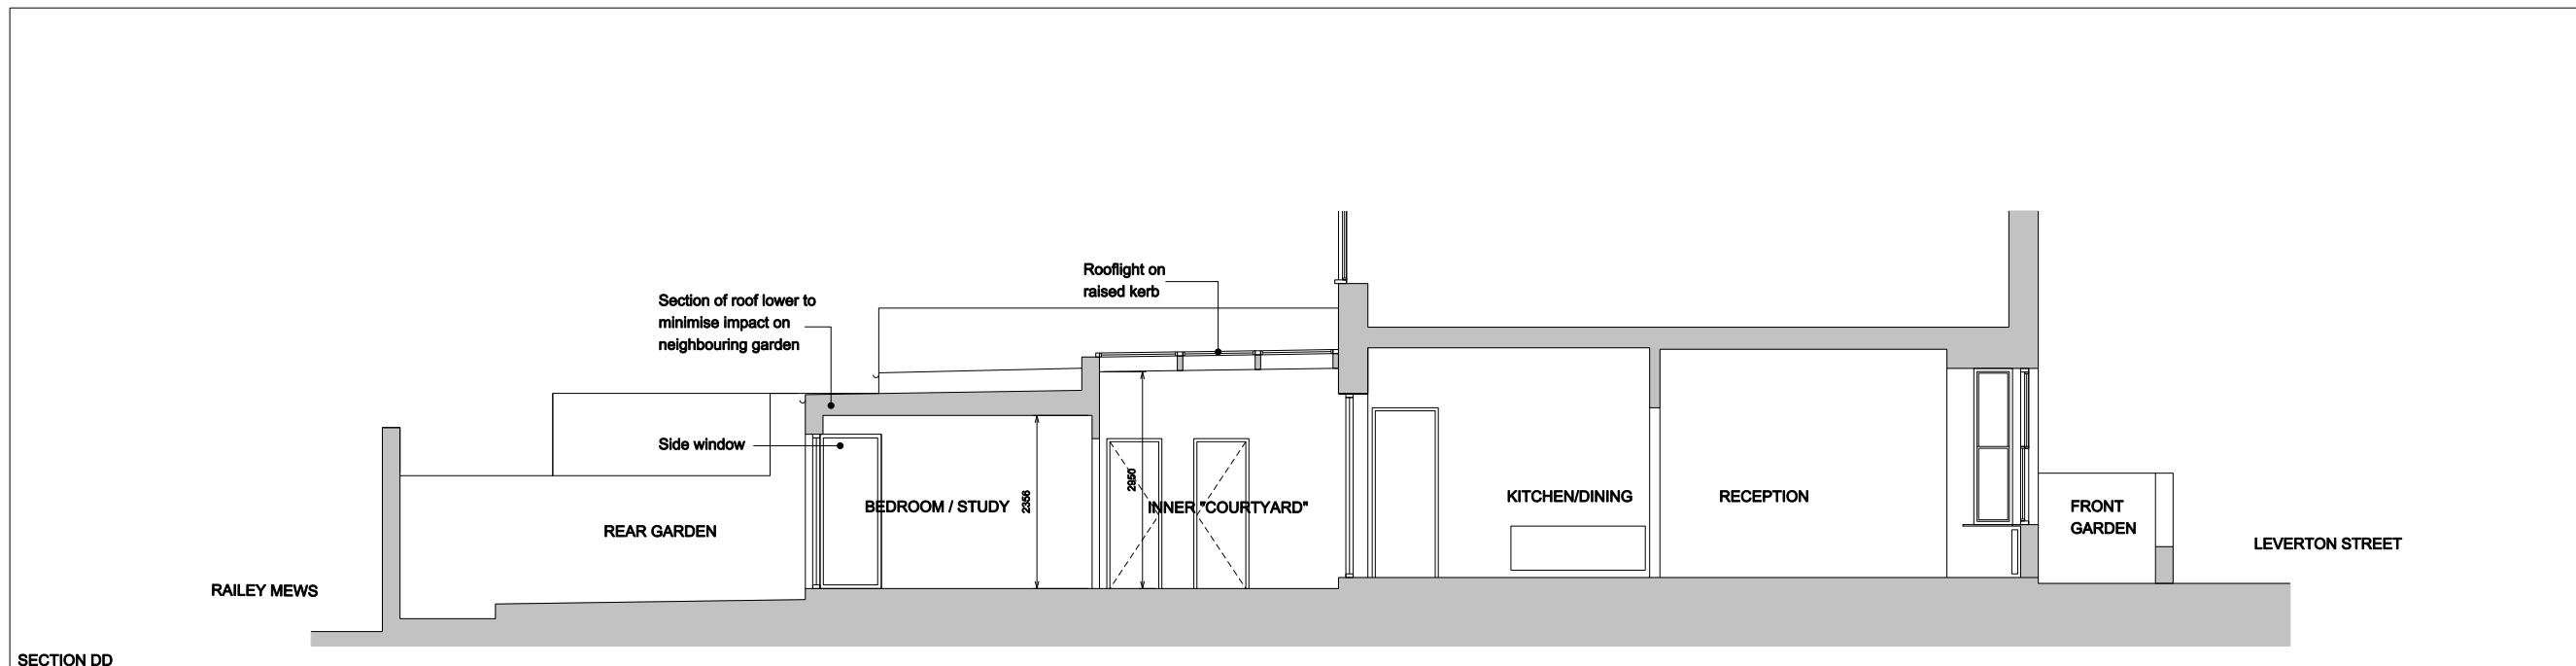 Rooflight on
raised kerb
Section of roof lower to
minimise impact on
neighbouring garden
Side window
2356
2950
BEDROOM / STUDY
INNER "COURTYARD"
KITCHEN/DINING
RECEPTION
FRONT
GARDEN
REAR GARDEN
LEVERTON STREET
RAILEY MEWS
SECTION DD